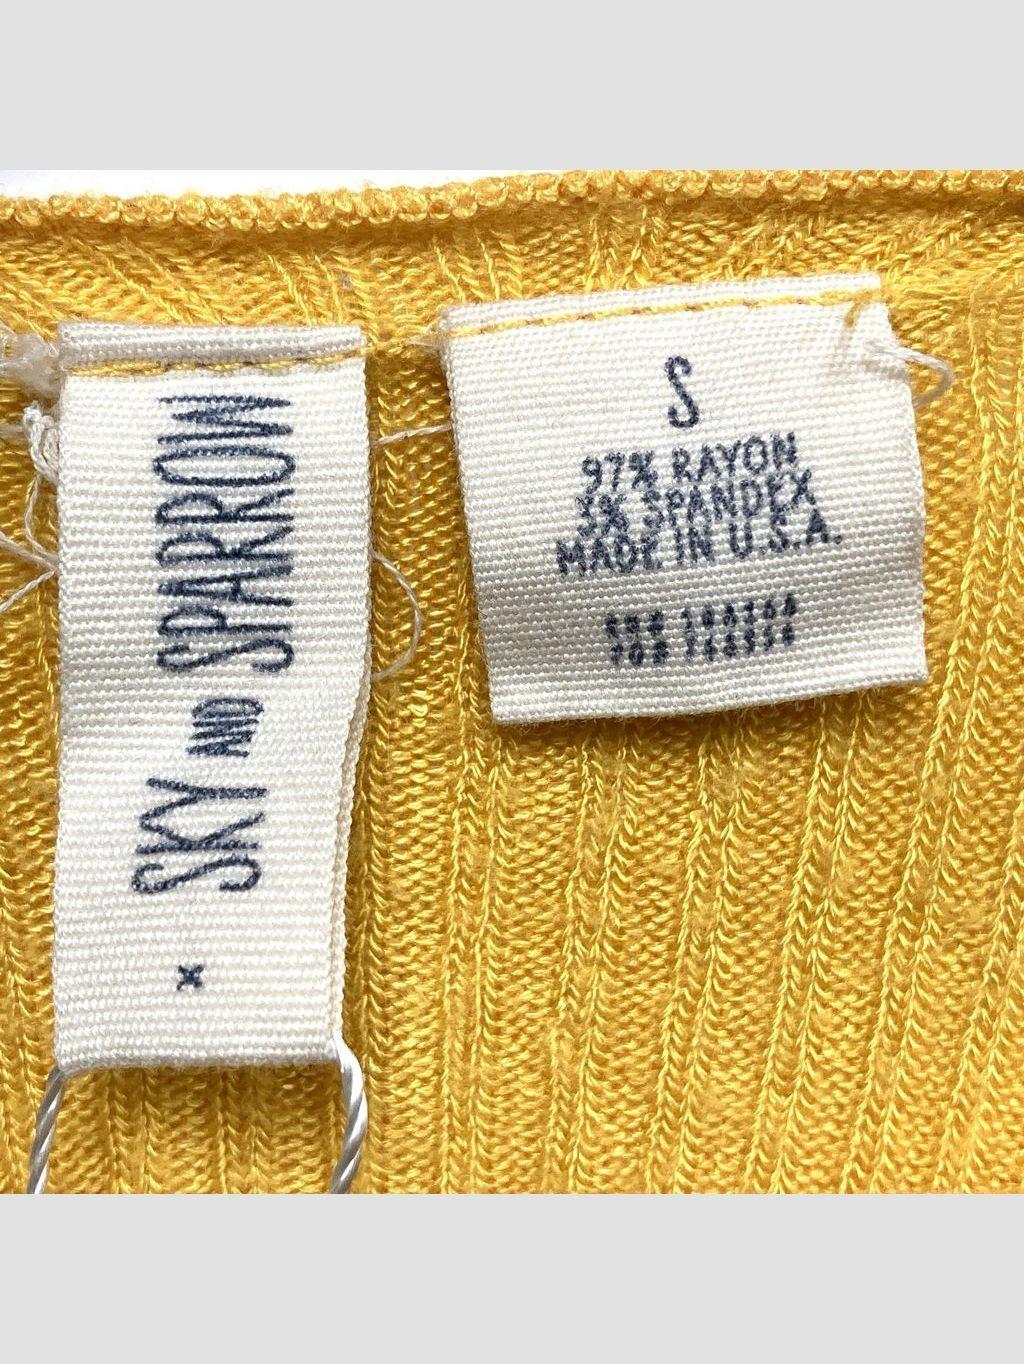 SKY AND SPARROW
x
S
97% RAYON
3% SPANDEX
MADE IN U.S.A.